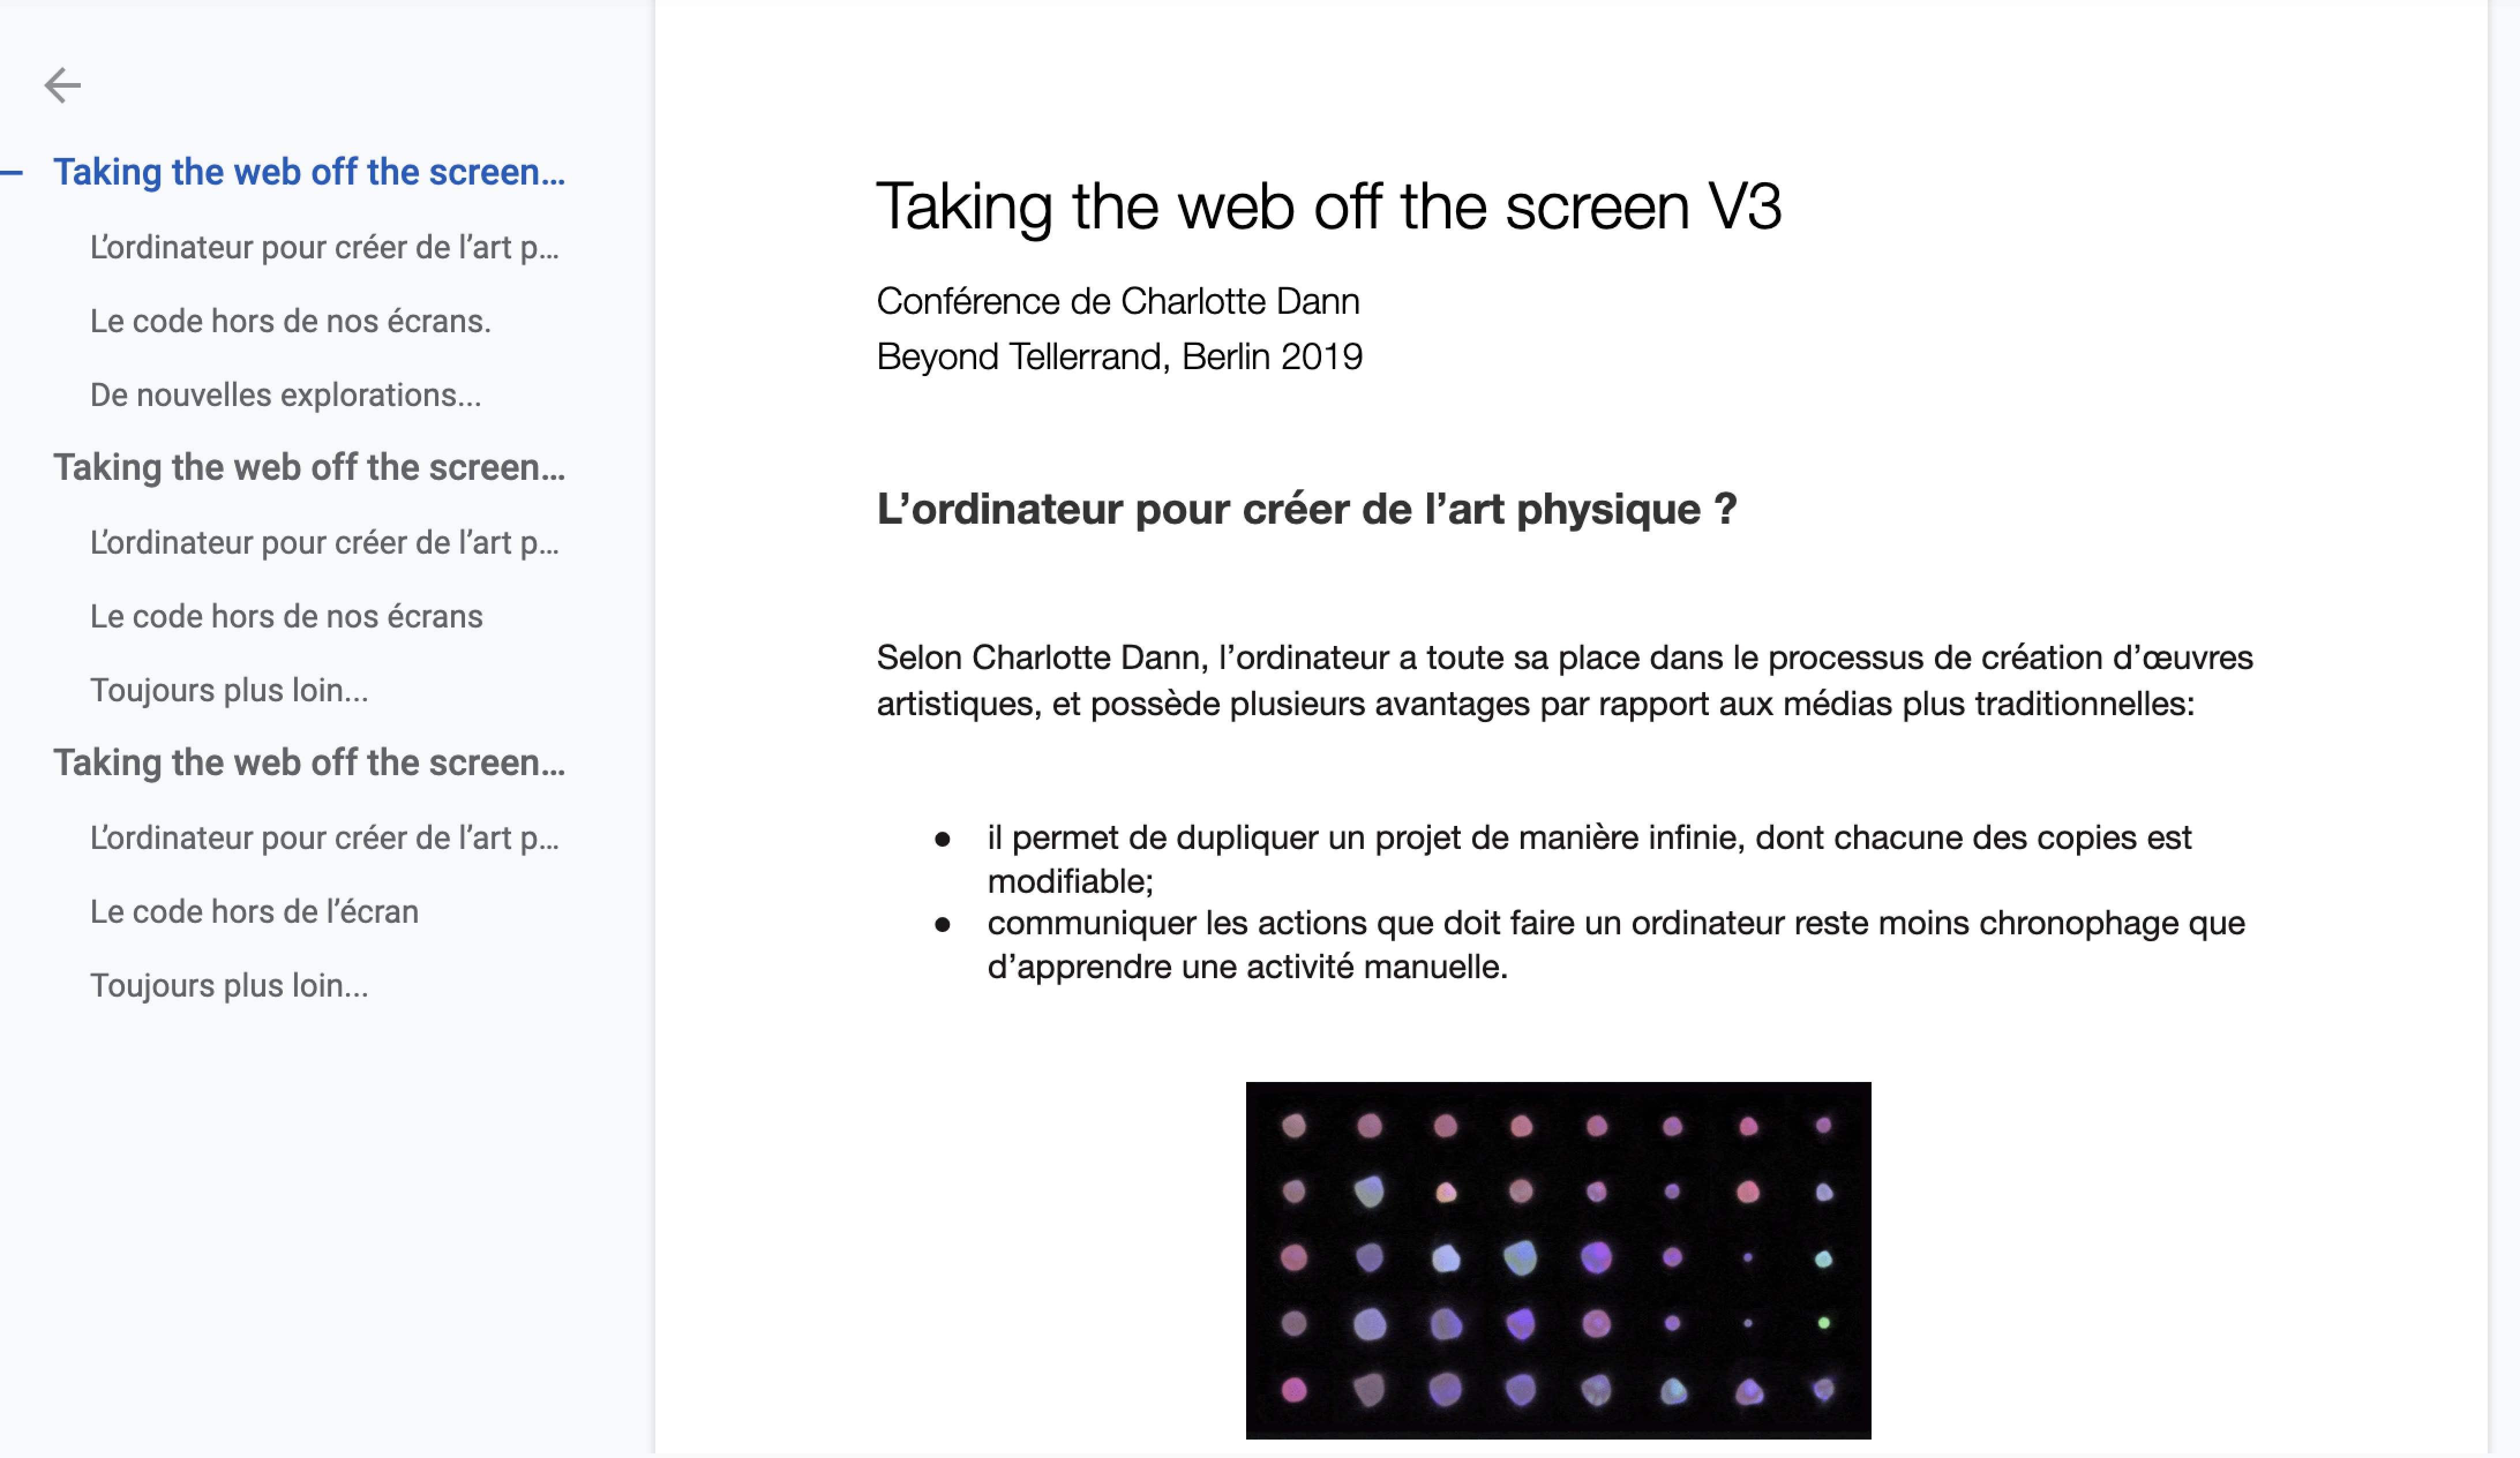 Taking the web off the screen...
L’ordinateur pour créer de l’art p...
Le code hors de nos écrans.
De nouvelles explorations...
Taking the web off the screen...
L’ordinateur pour créer de l’art p...
Le code hors de nos écrans
Toujours plus loin...
Taking the web off the screen...
L’ordinateur pour créer de l’art p...
Le code hors de l’écran
Toujours plus loin...
Taking the web off the screen V3
Conférence de Charlotte Dann
Beyond Tellerrand, Berlin 2019
L’ordinateur pour créer de l’art physique ?
Selon Charlotte Dann, l’ordinateur a toute sa place dans le processus de création d’œuvres
artistiques, et possède plusieurs avantages par rapport aux médias plus traditionnelles:
● il permet de dupliquer un projet de manière infinie, dont chacune des copies est
modifiable;
● communiquer les actions que doit faire un ordinateur reste moins chronophage que
d’apprendre une activité manuelle.